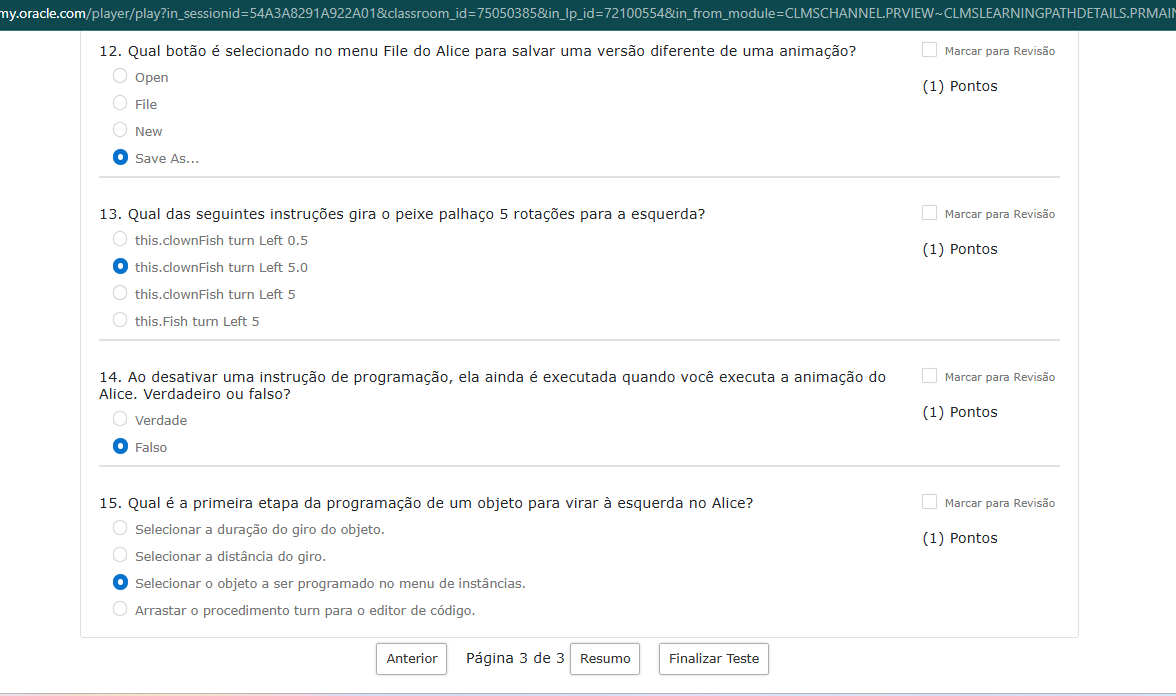 my.oracle.com/player/play?in_sessionid=54A3A8291A922A01&classroom_id=75050385&in_lp_id=72100554&in_from_module=CLMSCHANNEL.PRVIEW~CLMSLEARNINGPATHDETAILS.PRMAIN
12. Qual botão é selecionado no menu File do Alice para salvar uma versão diferente de uma animação?
Marcar para Revisão
(1) Pontos
Open
File
New
Save As...
13. Qual das seguintes instruções gira o peixe palhaço 5 rotações para a esquerda?
Marcar para Revisão
(1) Pontos
this.clownFish turn Left 0.5
this.clownFish turn Left 5.0
this.clownFish turn Left 5
this.Fish turn Left 5
14. Ao desativar uma instrução de programação, ela ainda é executada quando você executa a animação do
Alice. Verdadeiro ou falso?
Marcar para Revisão
(1) Pontos
Verdade
Falso
15. Qual é a primeira etapa da programação de um objeto para virar à esquerda no Alice?
Marcar para Revisão
(1) Pontos
Selecionar a duração do giro do objeto.
Selecionar a distância do giro.
Selecionar o objeto a ser programado no menu de instâncias.
Arrastar o procedimento turn para o editor de código.
Anterior Página 3 de 3 Resumo Finalizar Teste